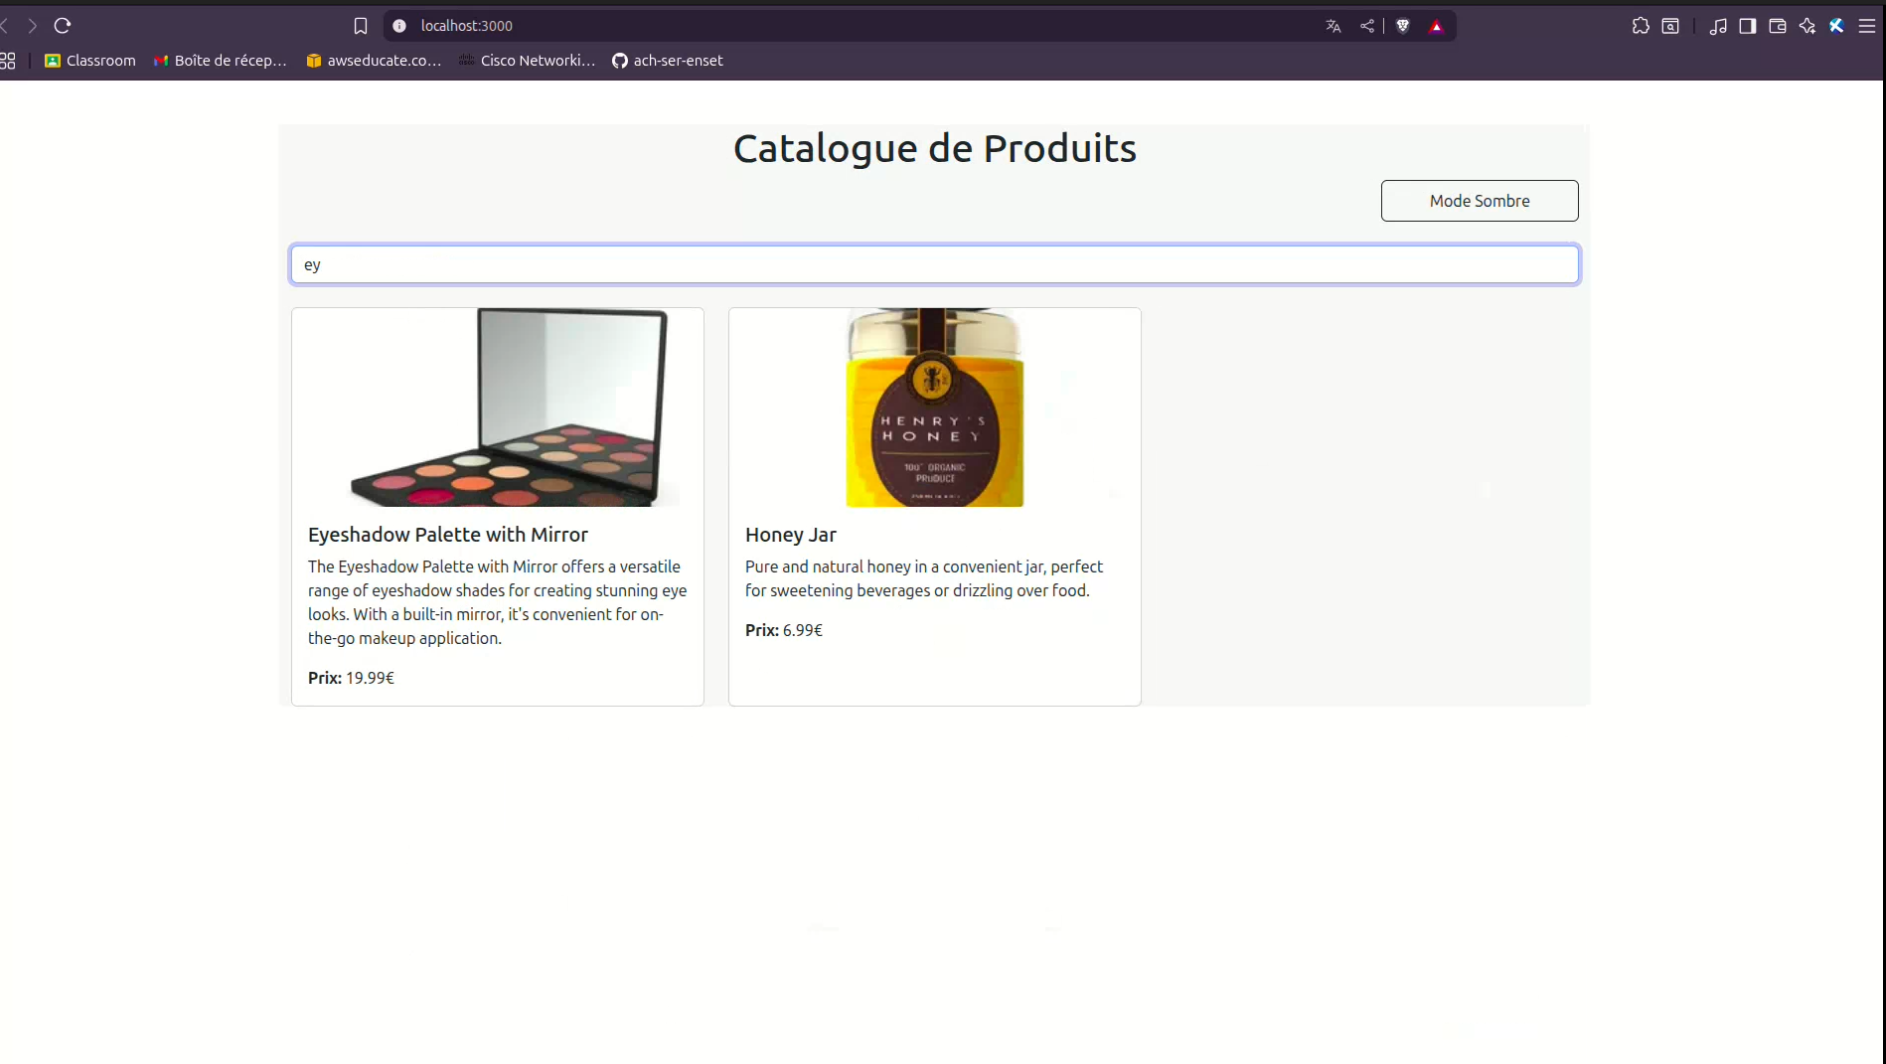 localhost:3000
Classroom
Boîte de récep...
awseducate.co...
Cisco Networki...
ach-ser-enset
Catalogue de Produits
Mode Sombre
ey
HENRY'S
HONEY
100% ORGANIC
PRODUCT
Eyeshadow Palette with Mirror
The Eyeshadow Palette with Mirror offers a versatile
range of eyeshadow shades for creating stunning eye
looks. With a built-in mirror, it's convenient for on-
the-go makeup application.
Prix: 19.99€
Honey Jar
Pure and natural honey in a convenient jar, perfect
for sweetening beverages or drizzling over food.
Prix: 6.99€